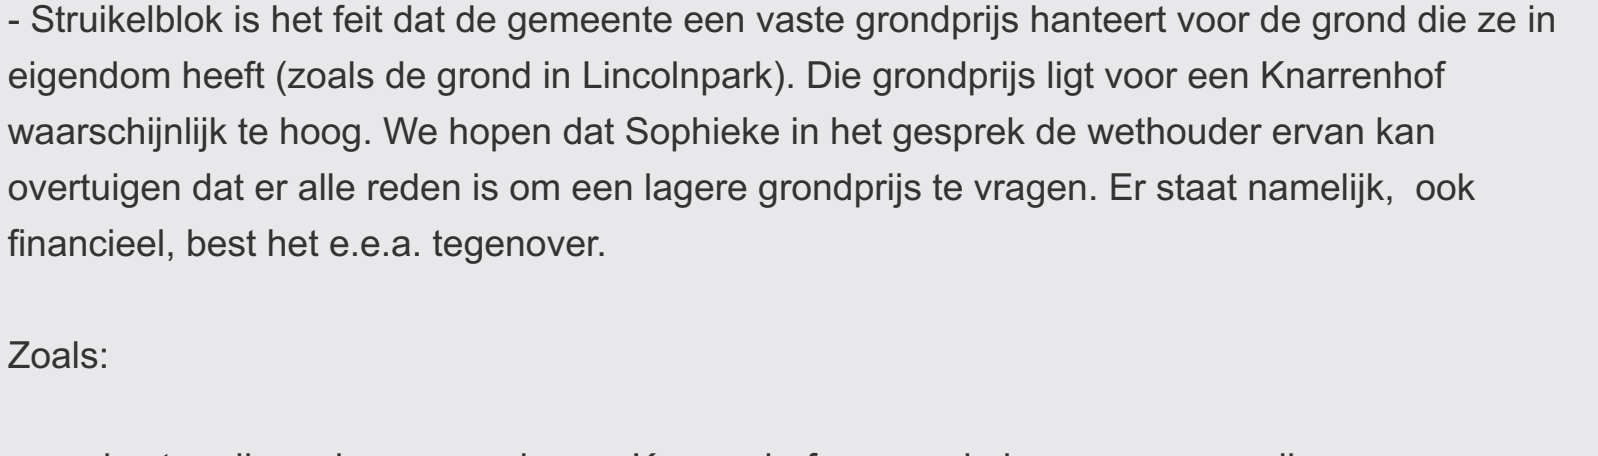 - Struikelblok is het feit dat de gemeente een vaste grondprijs hanteert voor de grond die ze in
eigendom heeft (zoals de grond in Lincolnpark). Die grondprijs ligt voor een Knarrenhof
waarschijnlijk te hoog. We hopen dat Sophieke in het gesprek de wethouder ervan kan
overtuigen dat er alle reden is om een lagere grondprijs te vragen. Er staat namelijk,  ook
financieel, best het e.e.a. tegenover.
Zoals: